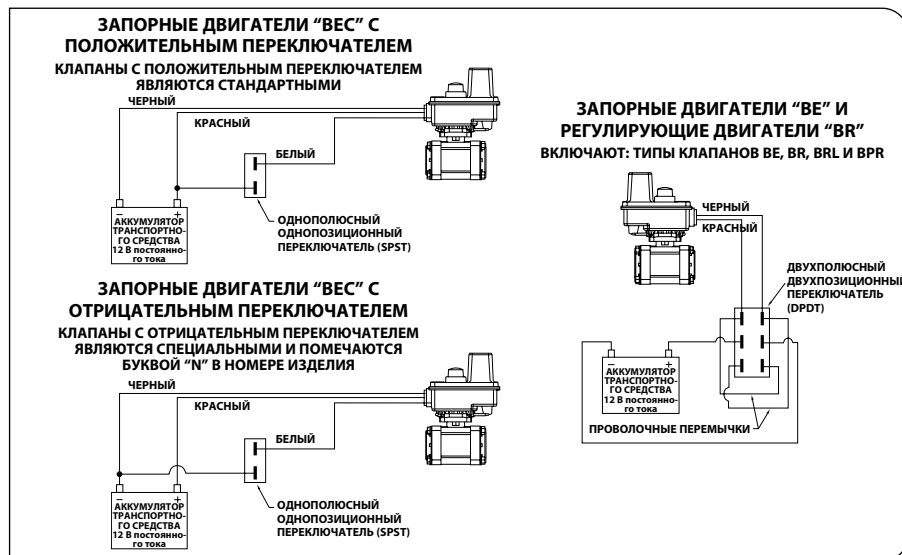 ЗАПОРНЫЕ ДВИГАТЕЛИ “BEC” С
ПОЛОЖИТЕЛЬНЫМ ПЕРЕКЛЮЧАТЕЛЕМ
КЛАПАНЫ С ПОЛОЖИТЕЛЬНЫМ ПЕРЕКЛЮЧАТЕЛЕМ
ЯВЛЯЮТСЯ СТАНДАРТНЫМИ
ЧЕРНЫЙ
КРАСНЫЙ
БЕЛЫЙ
– +
АККУМУЛЯТОР
ТРАНСПОРТНО-
ГО СРЕДСТВА
12 В постоянно-
го тока
ОДНОПОЛЮСНЫЙ
ОДНОПОЗИЦИОННЫЙ
ПЕРЕКЛЮЧАТЕЛЬ (SPST)
ЗАПОРНЫЕ ДВИГАТЕЛИ “BEC” С
ОТРИЦАТЕЛЬНЫМ ПЕРЕКЛЮЧАТЕЛЕМ
КЛАПАНЫ С ОТРИЦАТЕЛЬНЫМ ПЕРЕКЛЮЧАТЕЛЕМ
ЯВЛЯЮТСЯ СПЕЦИАЛЬНЫМИ И ПОМЕЧАЮТСЯ
БУКВОЙ “N” В НОМЕРЕ ИЗДЕЛИЯ
ЧЕРНЫЙ
КРАСНЫЙ
БЕЛЫЙ
– +
АККУМУЛЯТОР
ТРАНСПОРТНО-
ГО СРЕДСТВА
12 В постоянно-
го тока
ОДНОПОЛЮСНЫЙ
ОДНОПОЗИЦИОННЫЙ
ПЕРЕКЛЮЧАТЕЛЬ (SPST)
ЗАПОРНЫЕ ДВИГАТЕЛИ “BE” И
РЕГУЛИРУЮЩИЕ ДВИГАТЕЛИ “BR”
ВКЛЮЧАЮТ: ТИПЫ КЛАПАНОВ BE, BR, BRL И BPR
ЧЕРНЫЙ
КРАСНЫЙ
ДВУХПОЛЮСНЫЙ
ДВУХПОЗИЦИОННЫЙ
ПЕРЕКЛЮЧАТЕЛЬ
(DPDT)
– +
АККУМУЛЯТОР
ТРАНСПОРТНО-
ГО СРЕДСТВА
12 В постоянно-
го тока
ПРОВОЛОЧНЫЕ ПЕРЕМЫЧКИ